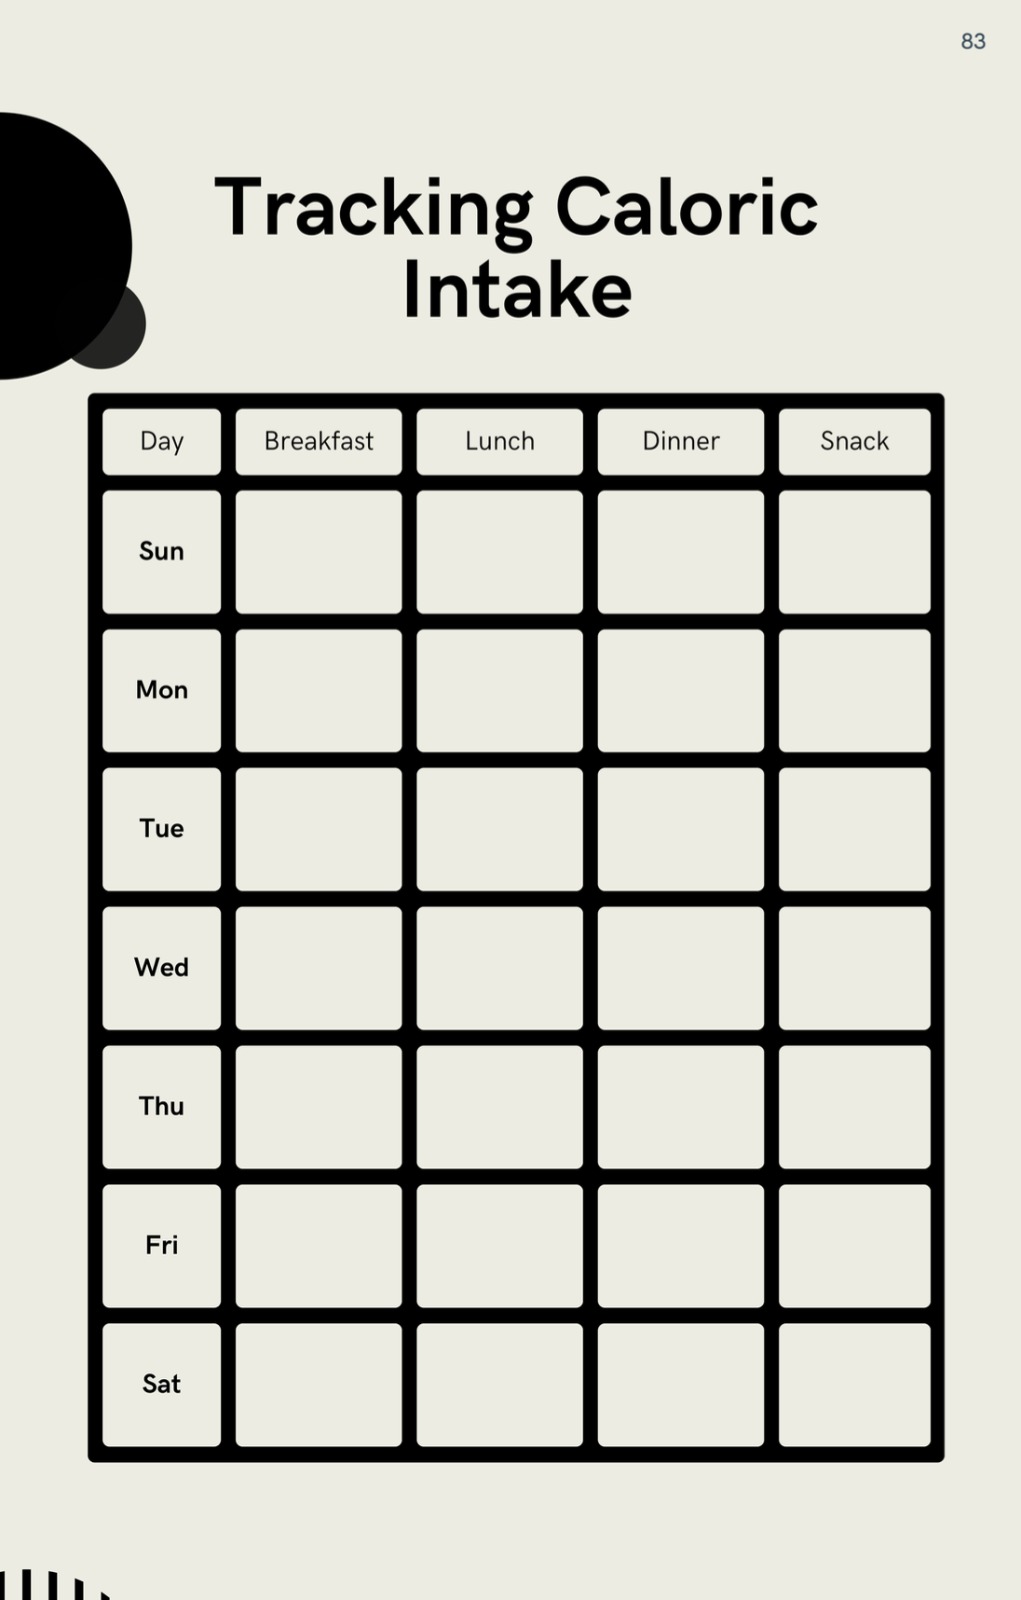 83
Tracking Caloric
Intake
Day Breakfast Lunch Dinner Snack
Sun
Mon
Tue
Wed
Thu
Fri
Sat